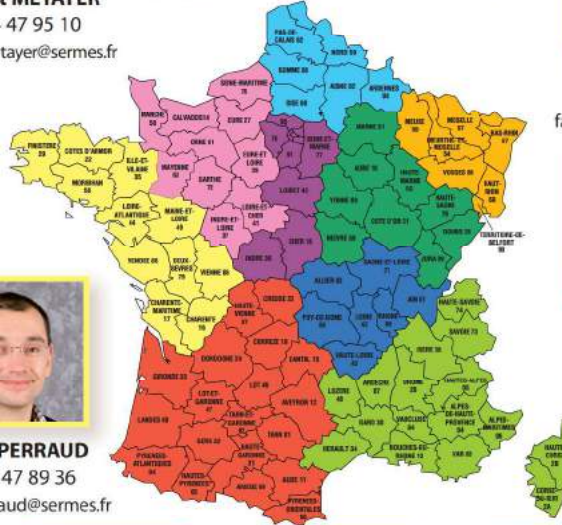 METAYER
47 95 10
tayer@sermes.fr
PAS-DE-
CALAIS 62
NORD 59
SOMME 80
AISNE 02
ARDENNES
OISE 60
SEINE-MARITIME
76
MANCHE
50
CALVADOS 14
EURE 27
ORNE 61
EURE-ET
LOIRE
28
MAYENNE
53
SARTHE
72
SEINE-ET
MARNE
77
LOIRET 45
MARNE 51
AUBE 10
HAUTE
MARNE
YONNE 89
COTE D'OR 21
HAUTE-
SAONE
70
DOUBS 25
NIEVRE 58
JURA 39
MEUSE
MOSELLE
57
MEURTHE-ET
MOSELLE
54
BAS-RHIN
67
VOSGES 88
HAUT-
RHIN
68
TERRITOIRE-DE-
BELFORT
90
FINISTERE
29
COTES D'ARMOR
22
ILLE-ET
VILAINE
35
MORBIHAN
56
LOIRE-
ATLANTIQUE
44
MAINE-ET-
LOIRE
49
INDRE-ET
LOIRE
37
LOIR-ET-
CHER
41
CHER 18
INDRE 36
VENDEE 85
DEUX-
SEVRES
79
VIENNE 86
CHARENTE-
MARITIME
17
CHARENTE
16
ALLIER 03
SAONE-ET-LOIRE
71
PUY-DE-DOME
63
LOIRE
42
RHONE
69
AIN 01
HAUTE-LOIRE
43
HAUTE-SAVOIE
74
SAVOIE 73
ISERE 38
CREUSE 23
HAUTE-
VIENNE
87
CORREZE 19
DORDOGNE 24
CANTAL 15
GIRONDE 33
LOT-ET-
GARONNE
47
LOT 46
AVEYRON 12
LANDES 40
TARN-ET-
GARONNE
TARN 81
GERS 32
HAUTE-
GARONNE
31
PYRENEES-
ATLANTIQUES
64
HAUTES-
PYRENEES
65
ARIEGE 09
AUDE 11
PYRENEES-
ORIENTALES
66
LOZERE
48
ARDECHE
07
DROME
26
HAUTES-ALPES
05
ALPES-
DE-HAUTE-
PROVENCE
04
ALPES-
MARITIMES
06
GARD 30
VAUCLUSE
84
HERAULT 34
BOUCHES-DU-
RHONE 13
VAR 83
HAUTE-
CORSE
2B
CORSE-
DU-SUD
2A
PERRAUD
47 89 36
raud@sermes.fr